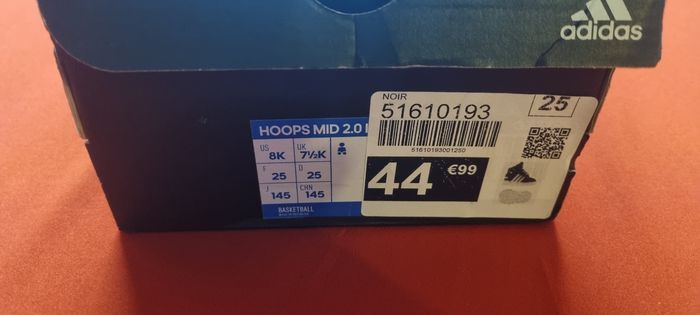 adidas
NOIR
51610193
25
51610193001250
44 €99
HOOPS MID 2.0
US 8K
UK 7½K
F 25
D 25
J 145
CHN 145
BASKETBALL